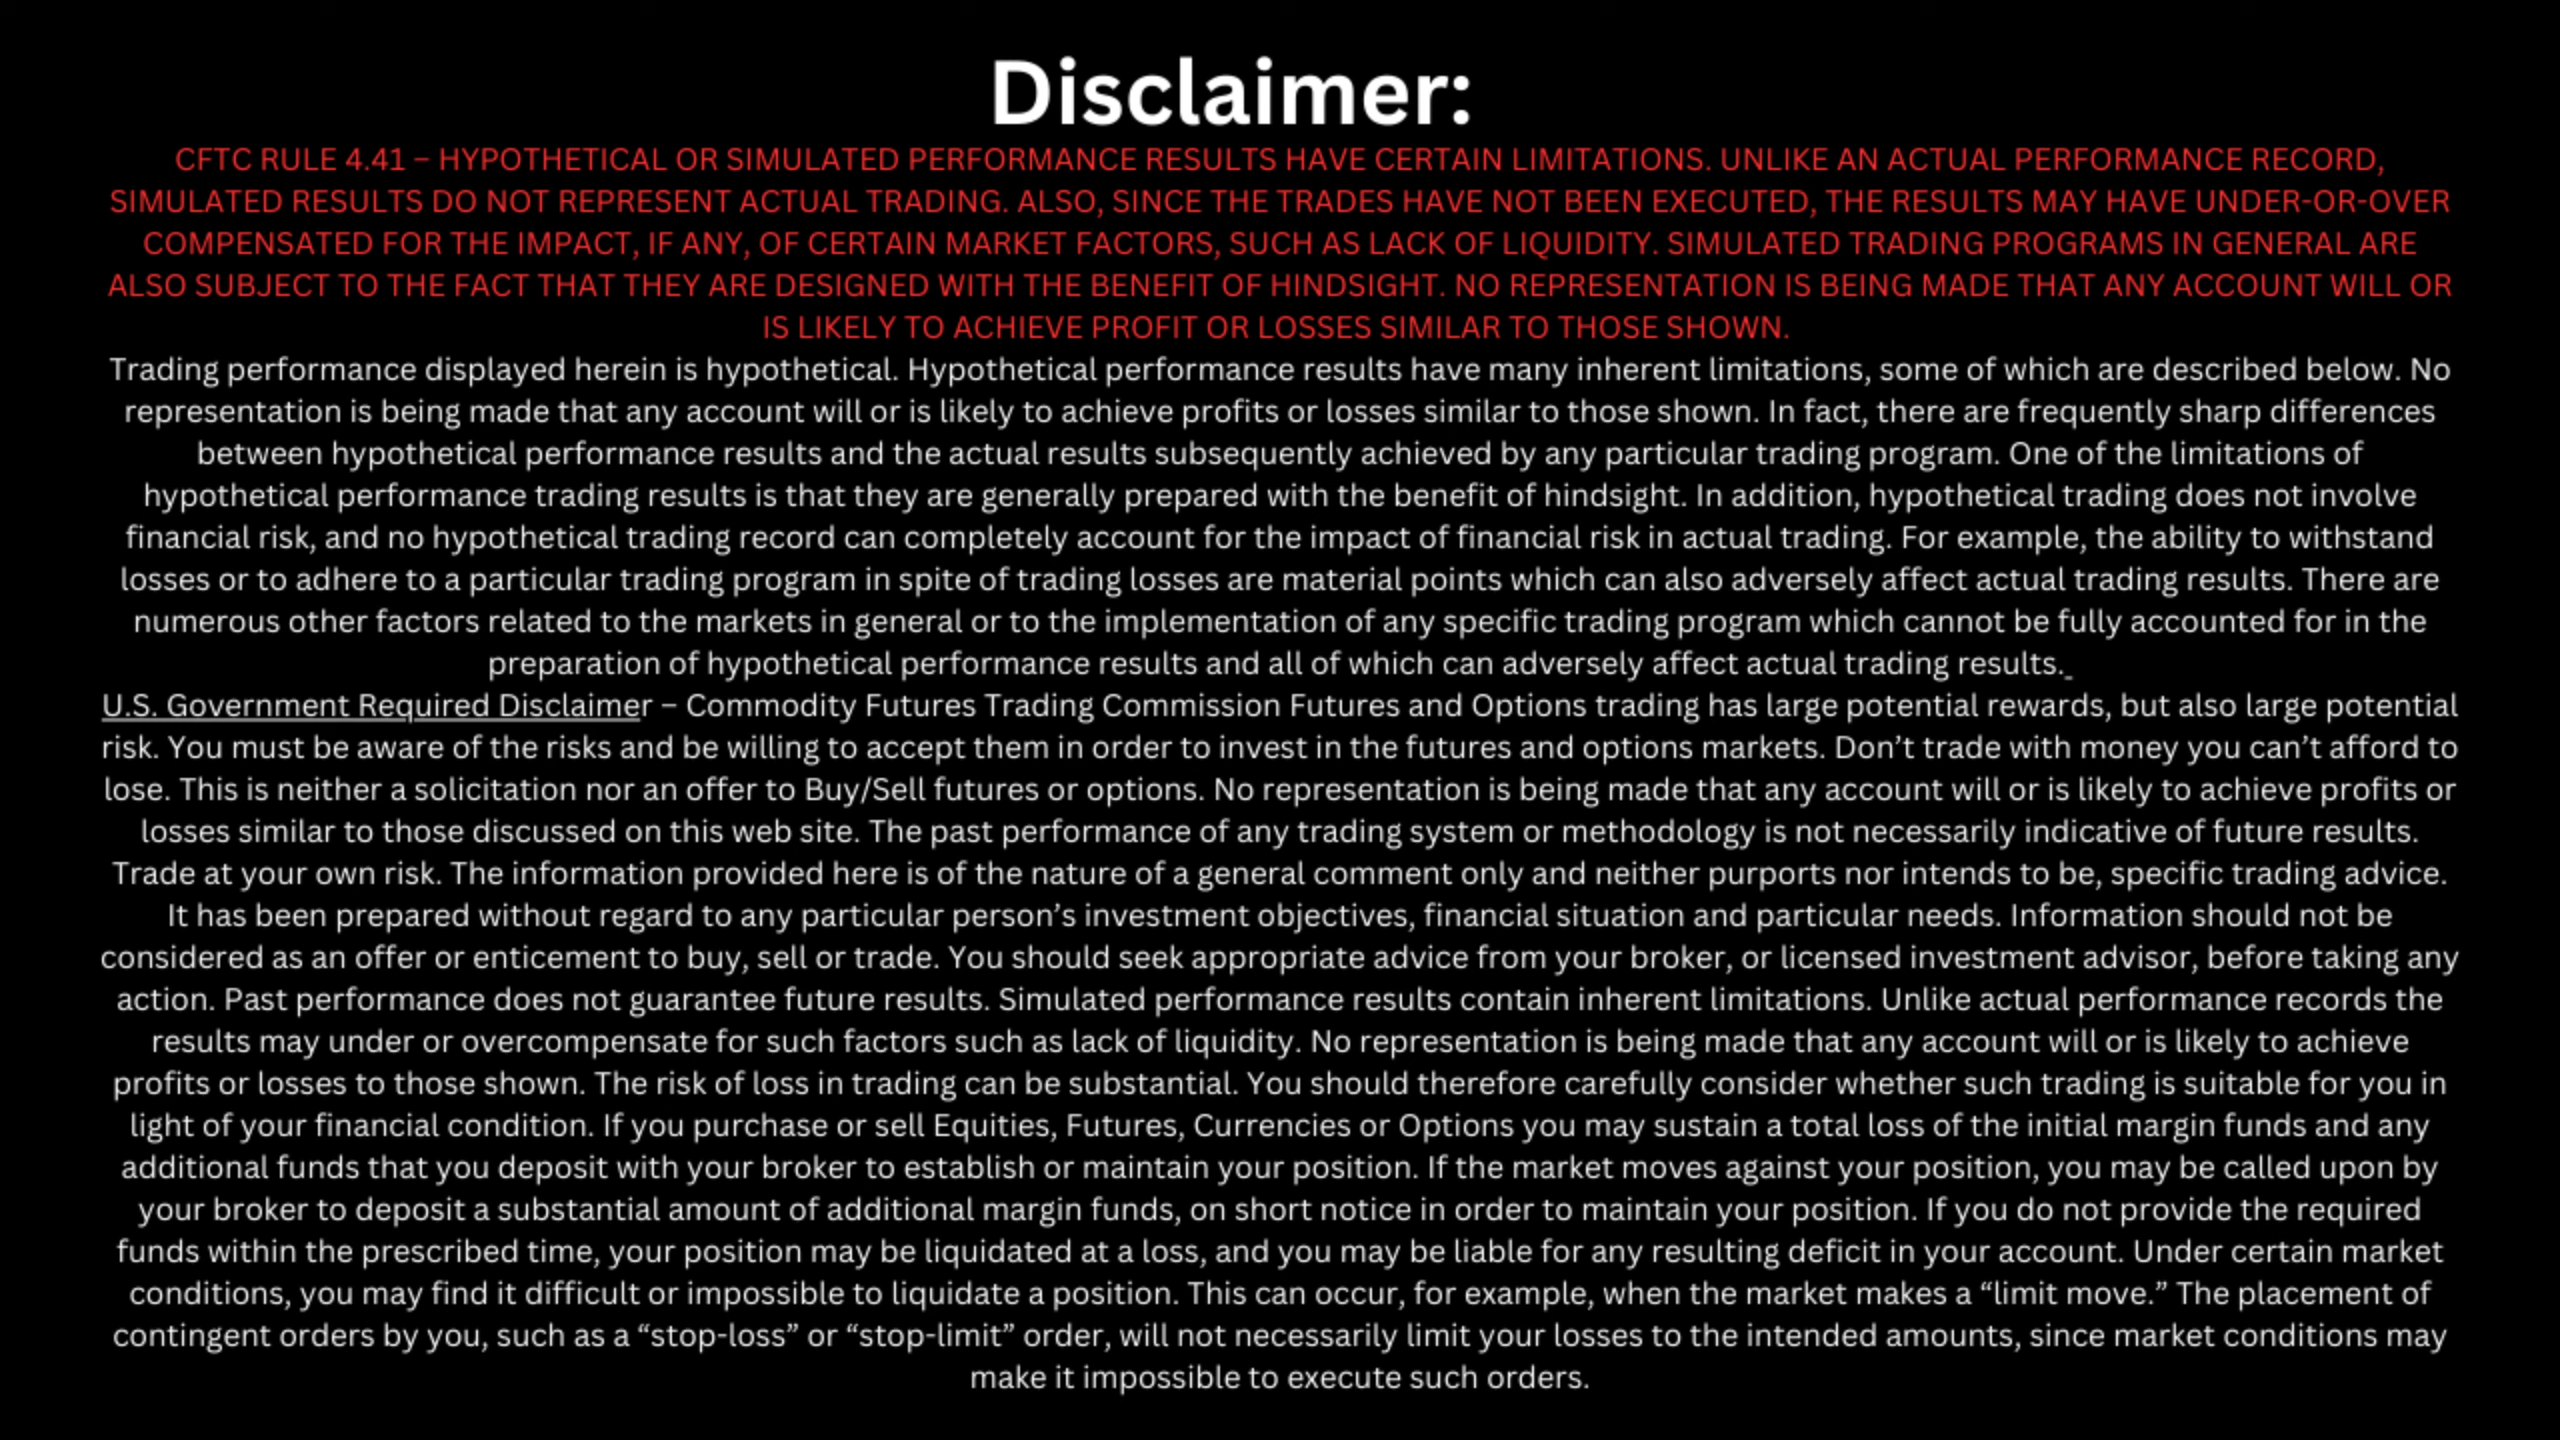 Disclaimer:
CFTC RULE 4.41 – HYPOTHETICAL OR SIMULATED PERFORMANCE RESULTS HAVE CERTAIN LIMITATIONS. UNLIKE AN ACTUAL PERFORMANCE RECORD,
SIMULATED RESULTS DO NOT REPRESENT ACTUAL TRADING. ALSO, SINCE THE TRADES HAVE NOT BEEN EXECUTED, THE RESULTS MAY HAVE UNDER-OR-OVER
COMPENSATED FOR THE IMPACT, IF ANY, OF CERTAIN MARKET FACTORS, SUCH AS LACK OF LIQUIDITY. SIMULATED TRADING PROGRAMS IN GENERAL ARE
ALSO SUBJECT TO THE FACT THAT THEY ARE DESIGNED WITH THE BENEFIT OF HINDSIGHT. NO REPRESENTATION IS BEING MADE THAT ANY ACCOUNT WILL OR
IS LIKELY TO ACHIEVE PROFIT OR LOSSES SIMILAR TO THOSE SHOWN.
Trading performance displayed herein is hypothetical. Hypothetical performance results have many inherent limitations, some of which are described below. No
representation is being made that any account will or is likely to achieve profits or losses similar to those shown. In fact, there are frequently sharp differences
between hypothetical performance results and the actual results subsequently achieved by any particular trading program. One of the limitations of
hypothetical performance trading results is that they are generally prepared with the benefit of hindsight. In addition, hypothetical trading does not involve
financial risk, and no hypothetical trading record can completely account for the impact of financial risk in actual trading. For example, the ability to withstand
losses or to adhere to a particular trading program in spite of trading losses are material points which can also adversely affect actual trading results. There are
numerous other factors related to the markets in general or to the implementation of any specific trading program which cannot be fully accounted for in the
preparation of hypothetical performance results and all of which can adversely affect actual trading results.
U.S. Government Required Disclaimer – Commodity Futures Trading Commission Futures and Options trading has large potential rewards, but also large potential
risk. You must be aware of the risks and be willing to accept them in order to invest in the futures and options markets. Don’t trade with money you can’t afford to
lose. This is neither a solicitation nor an offer to Buy/Sell futures or options. No representation is being made that any account will or is likely to achieve profits or
losses similar to those discussed on this web site. The past performance of any trading system or methodology is not necessarily indicative of future results.
Trade at your own risk. The information provided here is of the nature of a general comment only and neither purports nor intends to be, specific trading advice.
It has been prepared without regard to any particular person’s investment objectives, financial situation and particular needs. Information should not be
considered as an offer or enticement to buy, sell or trade. You should seek appropriate advice from your broker, or licensed investment advisor, before taking any
action. Past performance does not guarantee future results. Simulated performance results contain inherent limitations. Unlike actual performance records the
results may under or overcompensate for such factors such as lack of liquidity. No representation is being made that any account will or is likely to achieve
profits or losses to those shown. The risk of loss in trading can be substantial. You should therefore carefully consider whether such trading is suitable for you in
light of your financial condition. If you purchase or sell Equities, Futures, Currencies or Options you may sustain a total loss of the initial margin funds and any
additional funds that you deposit with your broker to establish or maintain your position. If the market moves against your position, you may be called upon by
your broker to deposit a substantial amount of additional margin funds, on short notice in order to maintain your position. If you do not provide the required
funds within the prescribed time, your position may be liquidated at a loss, and you may be liable for any resulting deficit in your account. Under certain market
conditions, you may find it difficult or impossible to liquidate a position. This can occur, for example, when the market makes a “limit move.” The placement of
contingent orders by you, such as a “stop-loss” or “stop-limit” order, will not necessarily limit your losses to the intended amounts, since market conditions may
make it impossible to execute such orders.